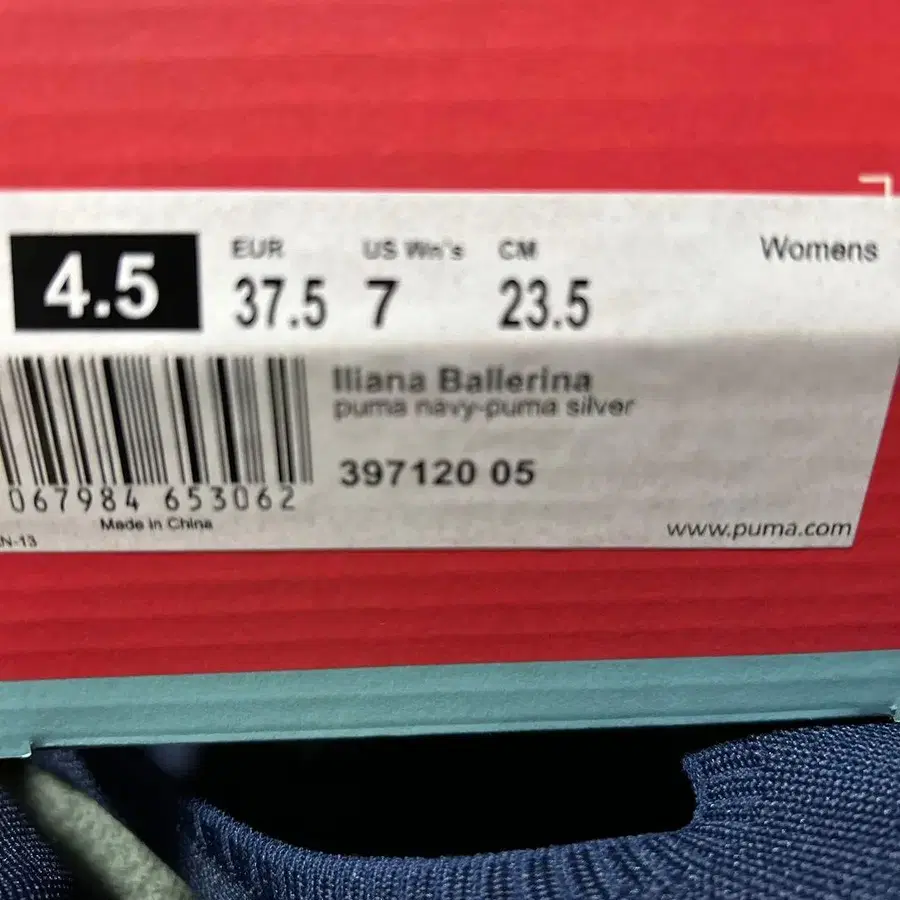 EUR US Wn's CM Womens
4.5 37.5 7 23.5
Iliana Ballerina
puma navy-puma silver
397120 05
067984 653062
Made in China
N-13
www.puma.com